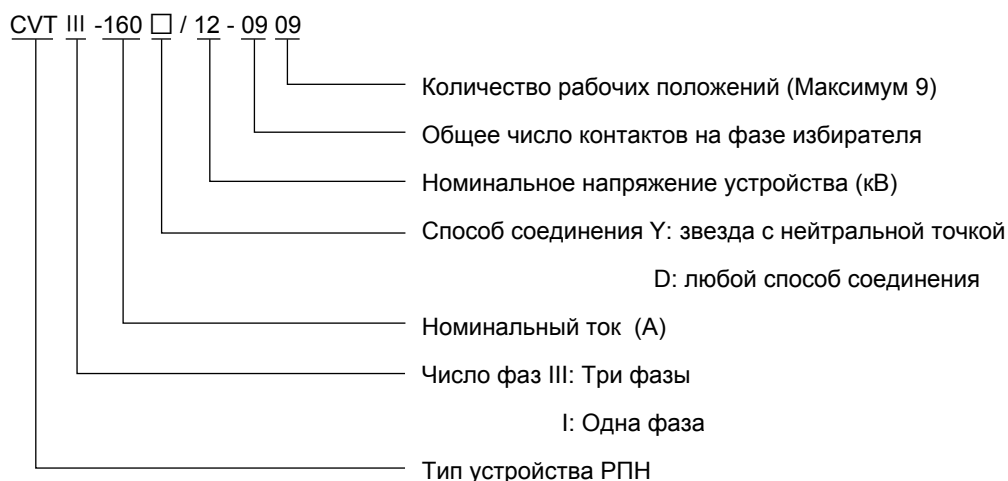 CVT III -160 □ / 12 - 09 09
Количество рабочих положений (Максимум 9)
Общее число контактов на фазе избирателя
Номинальное напряжение устройства (кВ)
Способ соединения Y: звезда с нейтральной точкой
D: любой способ соединения
Номинальный ток (А)
Число фаз III: Три фазы
I: Одна фаза
Тип устройства РПН